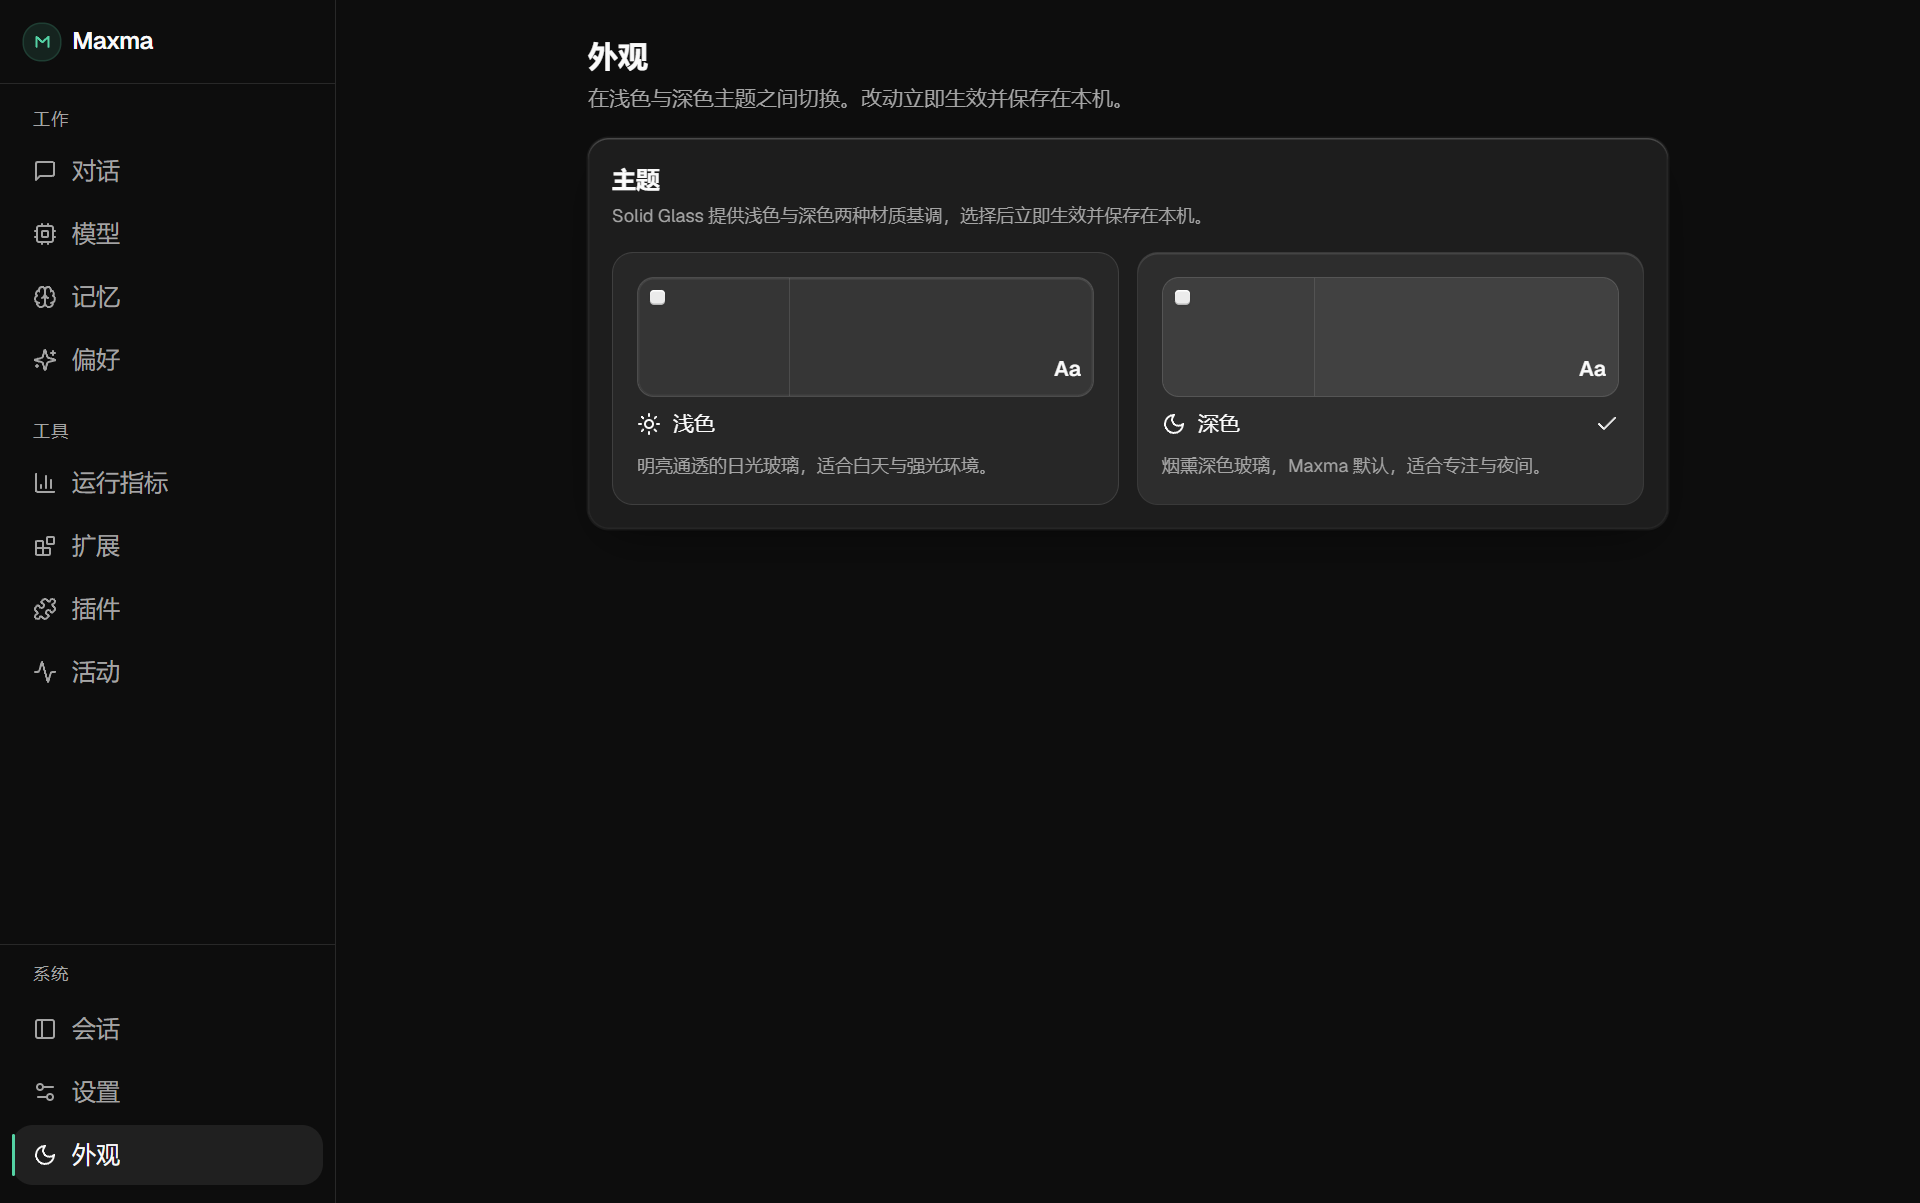 Maxma
工作
对话
模型
记忆
偏好
工具
运行指标
扩展
插件
活动
系统
会话
设置
外观
外观
在浅色与深色主题之间切换。改动立即生效并保存在本机。
主题
Solid Glass 提供浅色与深色两种材质基调，选择后立即生效并保存在本机。
Aa
浅色
明亮通透的日光玻璃，适合白天与强光环境。
Aa
深色
烟熏深色玻璃，Maxma 默认，适合专注与夜间。